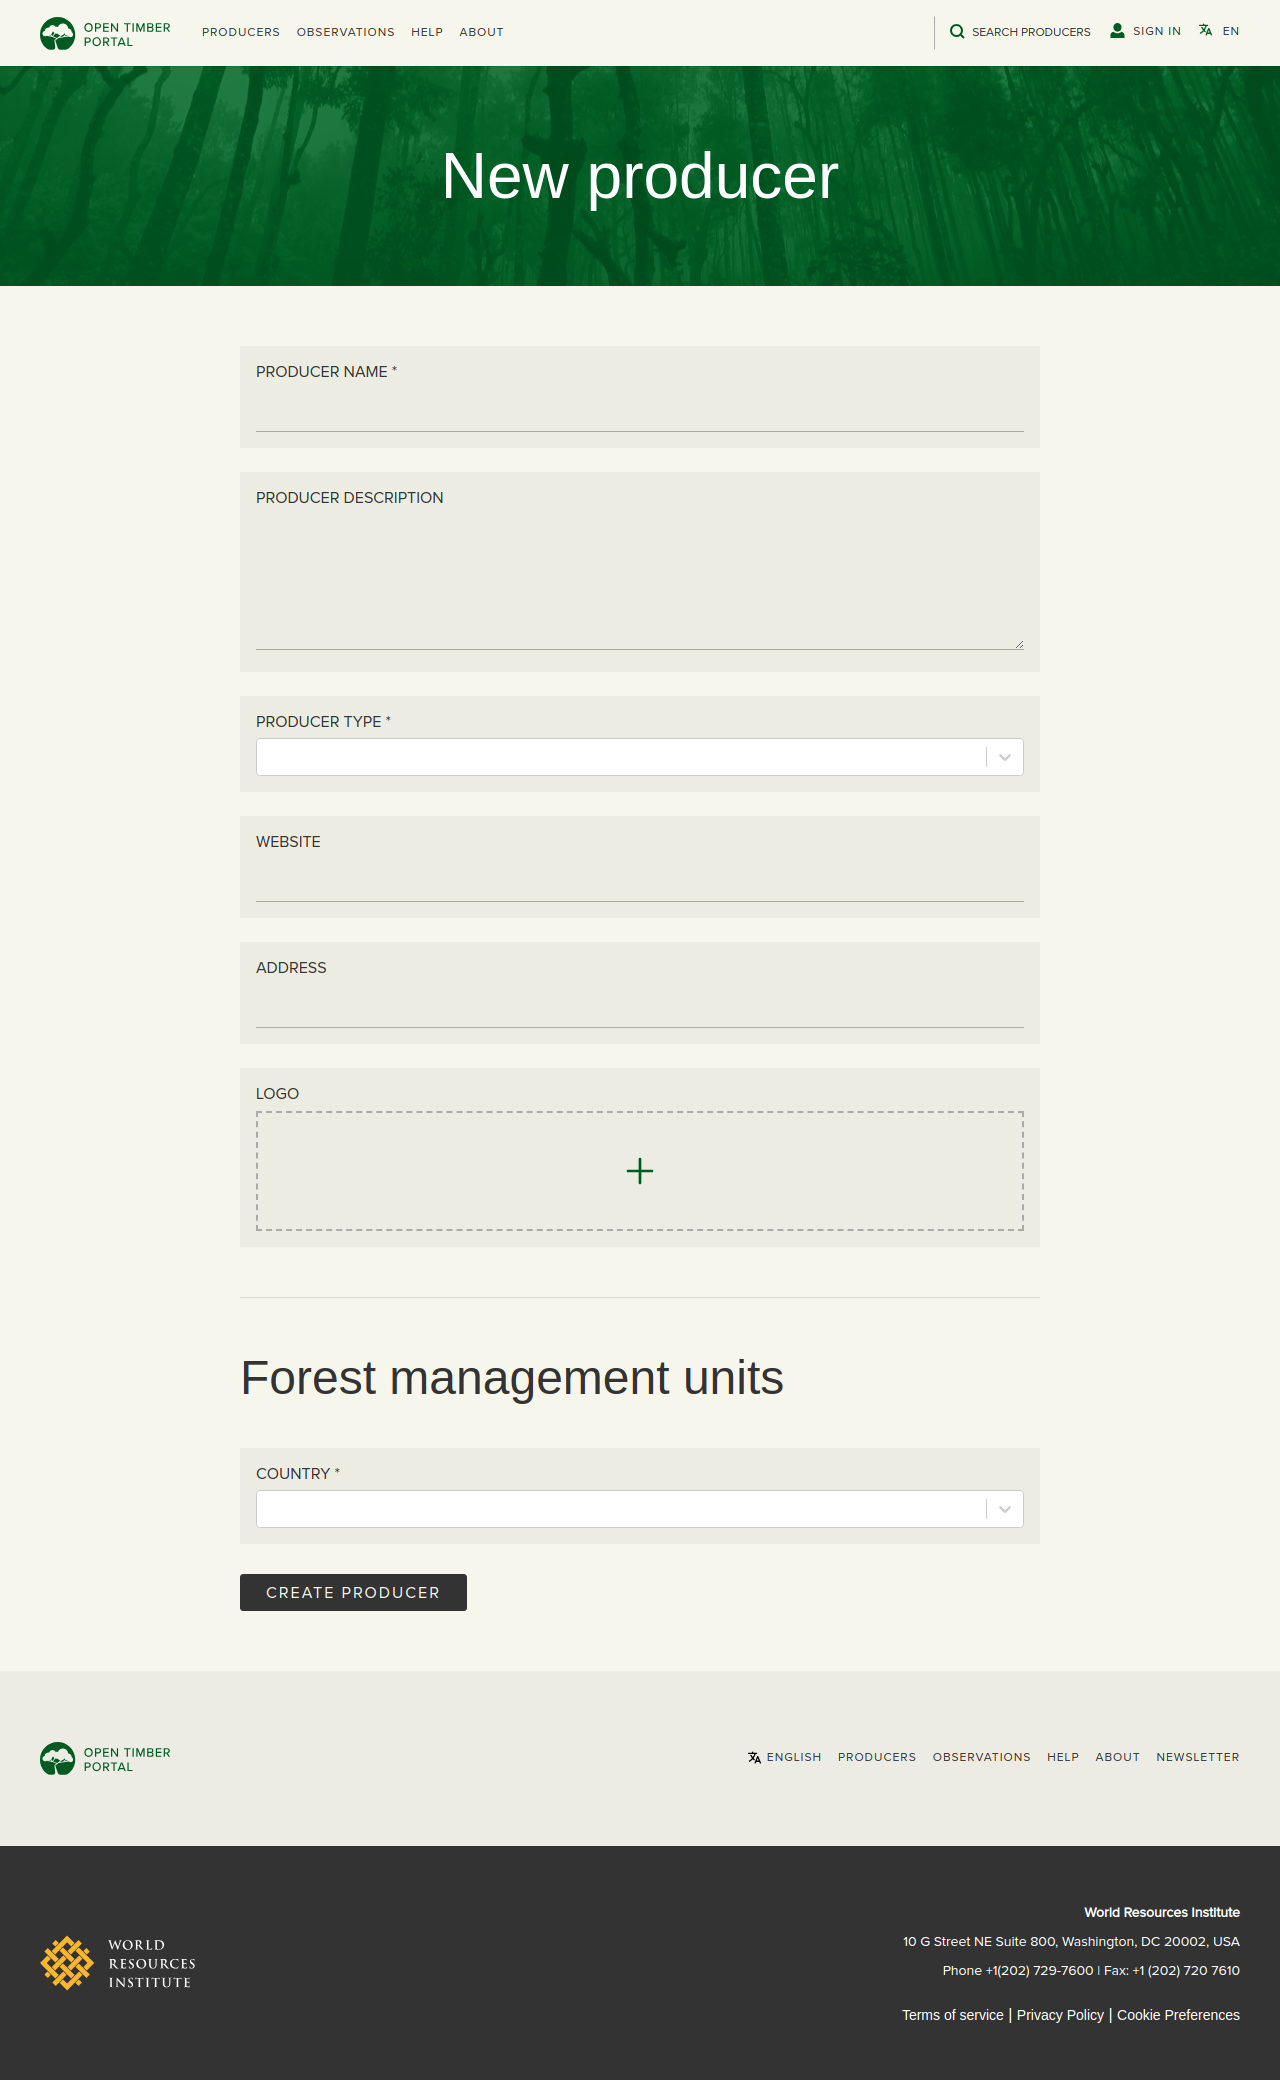 OPEN TIMBER
PORTAL
PRODUCERS OBSERVATIONS HELP ABOUT
SEARCH PRODUCERS SIGN IN EN
New producer
PRODUCER NAME *
PRODUCER DESCRIPTION
PRODUCER TYPE *
WEBSITE
ADDRESS
LOGO
Forest management units
COUNTRY *
CREATE PRODUCER
OPEN TIMBER
PORTAL
ENGLISH PRODUCERS OBSERVATIONS HELP ABOUT NEWSLETTER
WORLD
RESOURCES
INSTITUTE
World Resources Institute
10 G Street NE Suite 800, Washington, DC 20002, USA
Phone +1(202) 729-7600 | Fax: +1 (202) 720 7610
Terms of service | Privacy Policy | Cookie Preferences